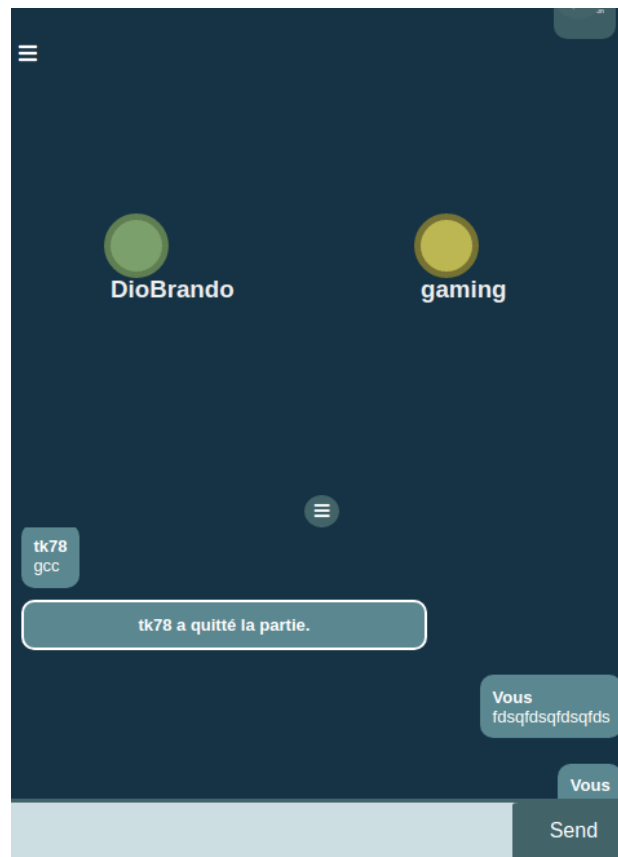 DioBrando
gaming
tk78
gcc
tk78 a quitté la partie.
Vous
fdsqfdsqfdsqfds
Vous
Send